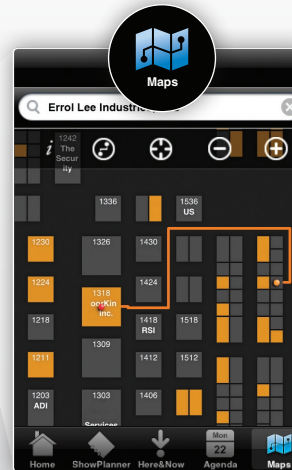 Maps
Errol Lee Industri
1242
The
Secur
ity
i
1336
1536
US
1230
1326
1430
1224
1318
Inc.
1424
1218
1418
RSI
1518
1309
1211
1412
1512
1203
ADI
1303
Services
1406
Mon
22
Home ShowPlanner Here&Now Agenda Maps